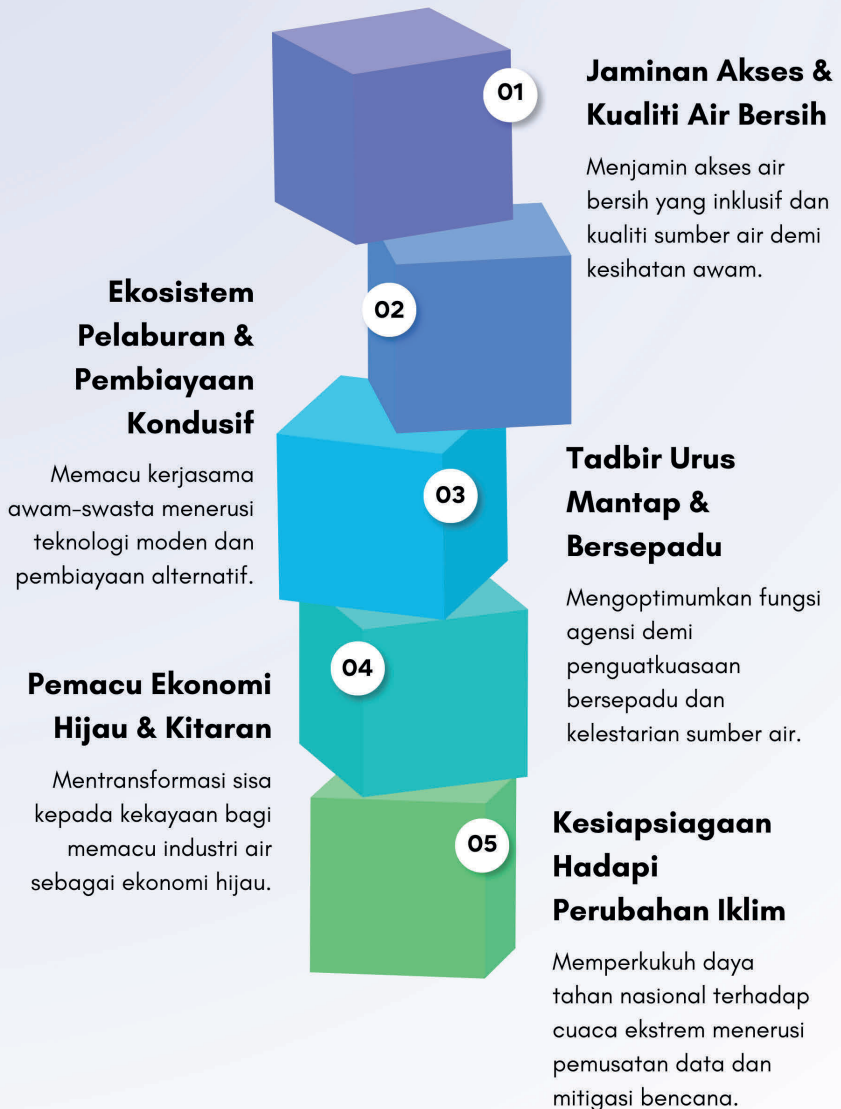 01
Jaminan Akses &
Kualiti Air Bersih
Menjamin akses air
bersih yang inklusif dan
kualiti sumber air demi
kesihatan awam.
02
Ekosistem
Pelaburan &
Pembiayaan
Kondusif
Memacu kerjasama
awam-swasta menerusi
teknologi moden dan
pembiayaan alternatif.
03
Tadbir Urus
Mantap &
Bersepadu
Mengoptimumkan fungsi
agensi demi
penguatkuasaan
bersepadu dan
kelestarian sumber air.
04
Pemacu Ekonomi
Hijau & Kitaran
Mentransformasi sisa
kepada kekayaan bagi
memacu industri air
sebagai ekonomi hijau.
05
Kesiapsiagaan
Hadapi
Perubahan Iklim
Memperkukuh daya
tahan nasional terhadap
cuaca ekstrem menerusi
pemusatan data dan
mitigasi bencana.